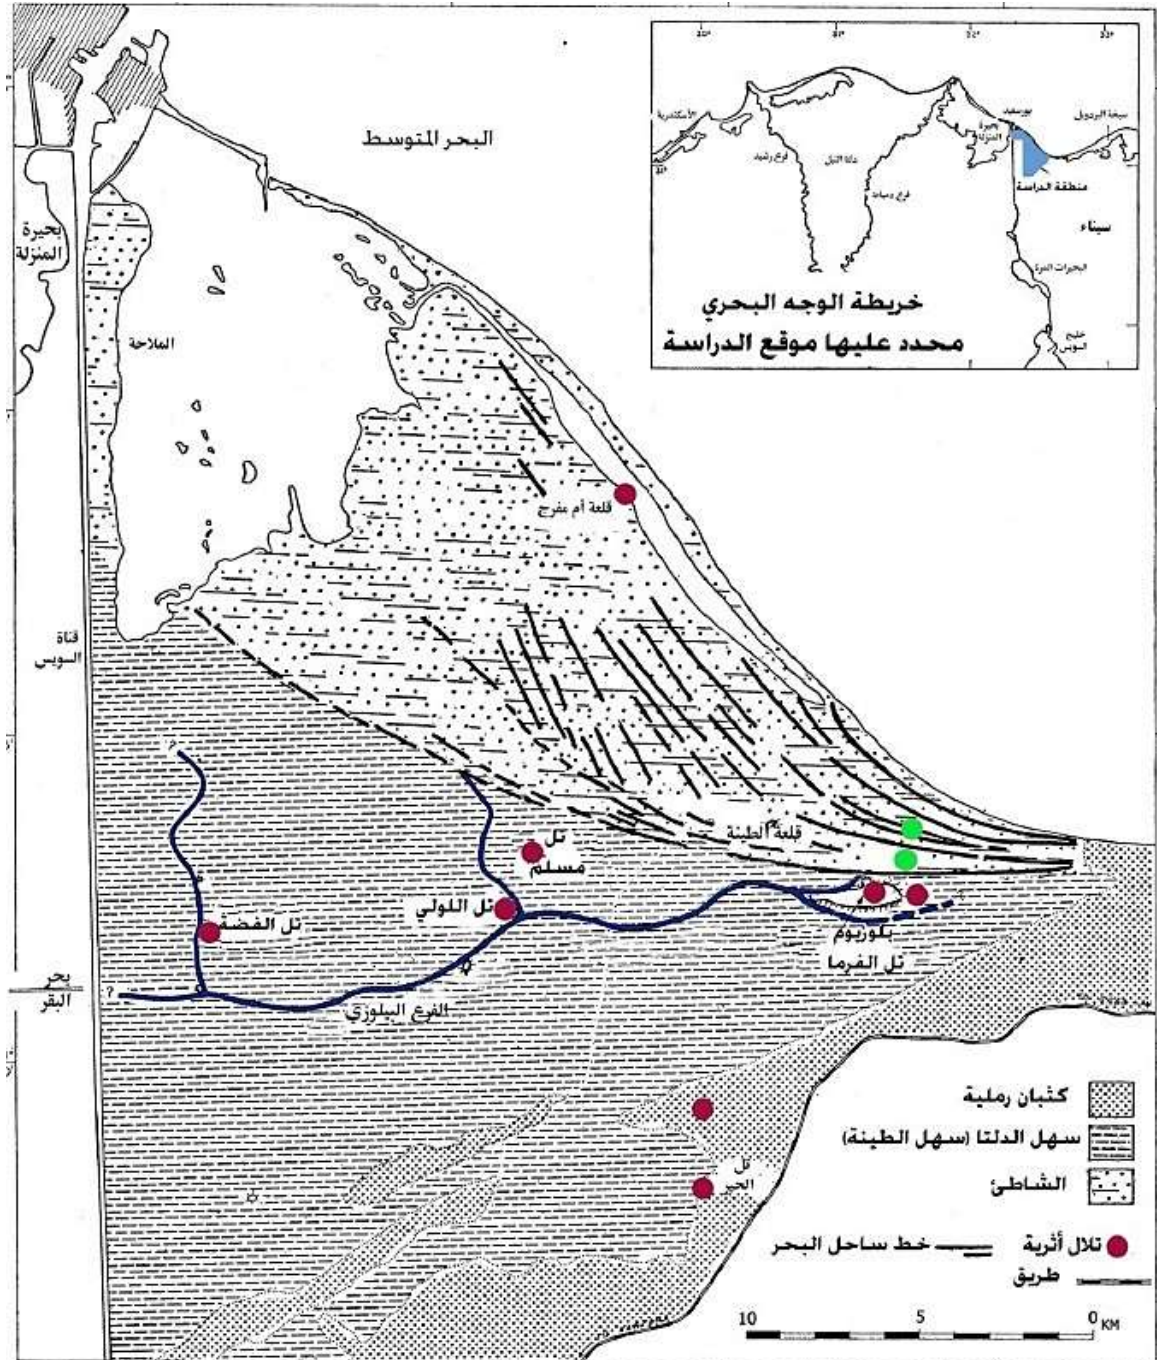 البحر المتوسط
بحيرة
المنزلة
الملاحة
قلعة أم مفرج
قناة
السويس
?
قلعة الطينة
تل
مسلم
تل اللولي
تل الفضة
بلوزيوم
تل الفرما
بحر
البقر
?
الفرع البيلوزي
تل
الحير
الأسكندرية
فرع رشيد
دلتا النيل
فرع دمياط
بحيرة
المنزلة
بورسعيد
سبخة البردويل
منطقة الدراسة
سيناء
البحيرات المرة
خليج
السويس
خريطة الوجه البحري
محدد عليها موقع الدراسة
كثبان رملية
سهل الدلتا (سهل الطينة)
الشاطئ
تلال أثرية
خط ساحل البحر
طريق
10 5 0 KM